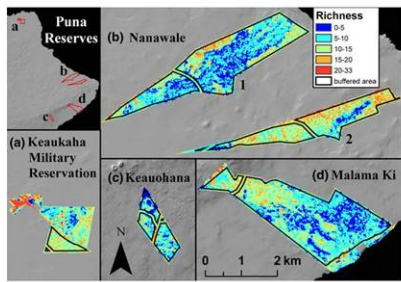 Puna
Reserves
a
b
d
c
(b) Nanawale
1
2
Richness
0-5
5-10
10-15
15-20
20-33
buffered area
(a) Keaukaha
Military
Reservation
(c) Keauohana
N
(d) Malama Ki
0 1 2 km